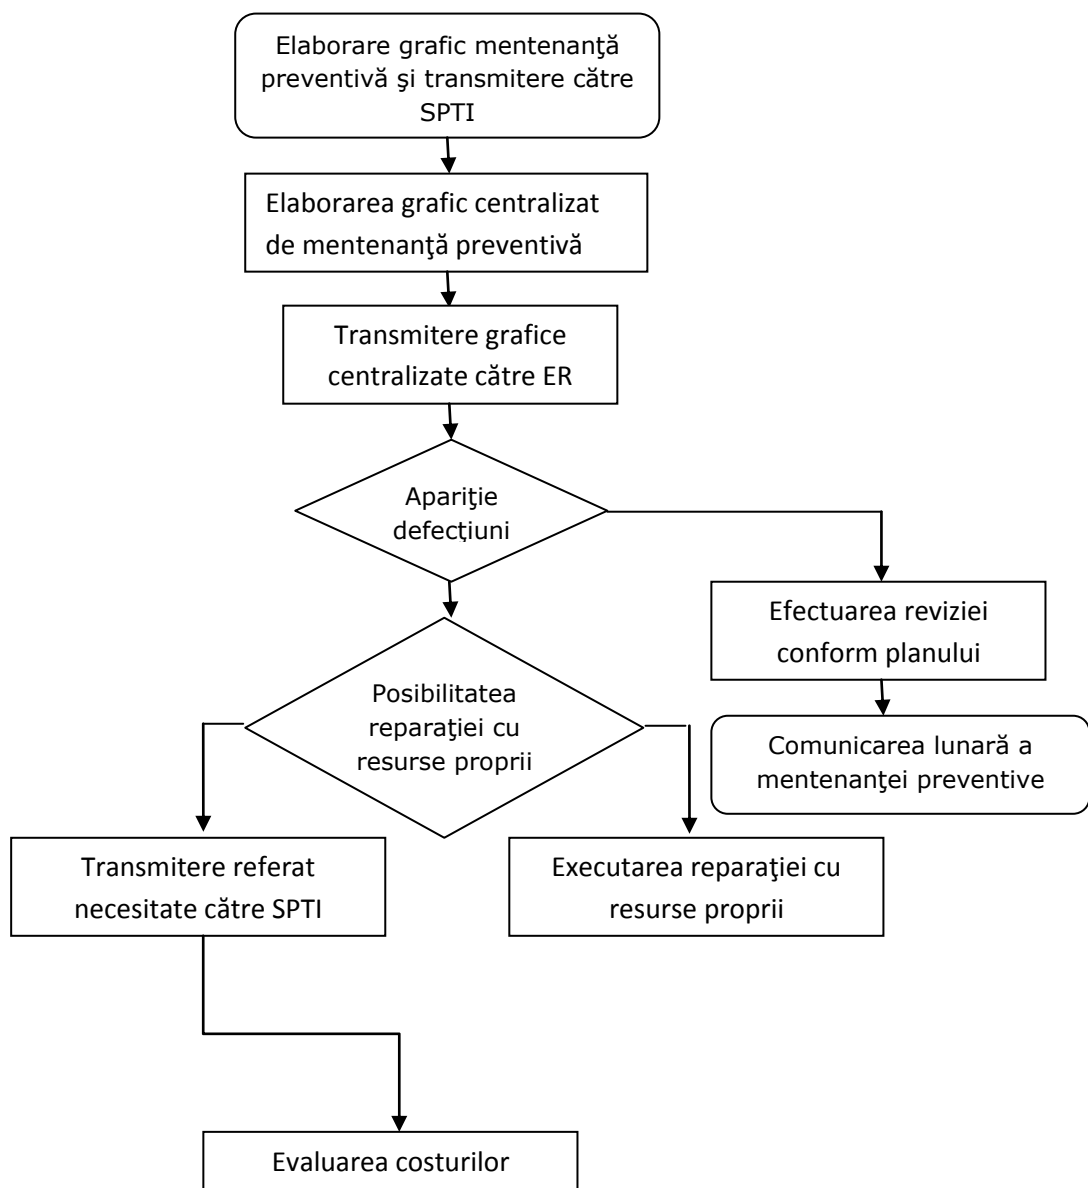 Elaborare grafic mentenanţă
preventivă şi transmitere către
SPTI
Elaborarea grafic centralizat
de mentenanţă preventivă
Transmitere grafice
centralizate către ER
Apariţie
defecţiuni
Efectuarea reviziei
conform planului
Posibilitatea
reparaţiei cu
resurse proprii
Comunicarea lunară a
mentenanţei preventive
Transmitere referat
necesitate către SPTI
Executarea reparaţiei cu
resurse proprii
Evaluarea costurilor